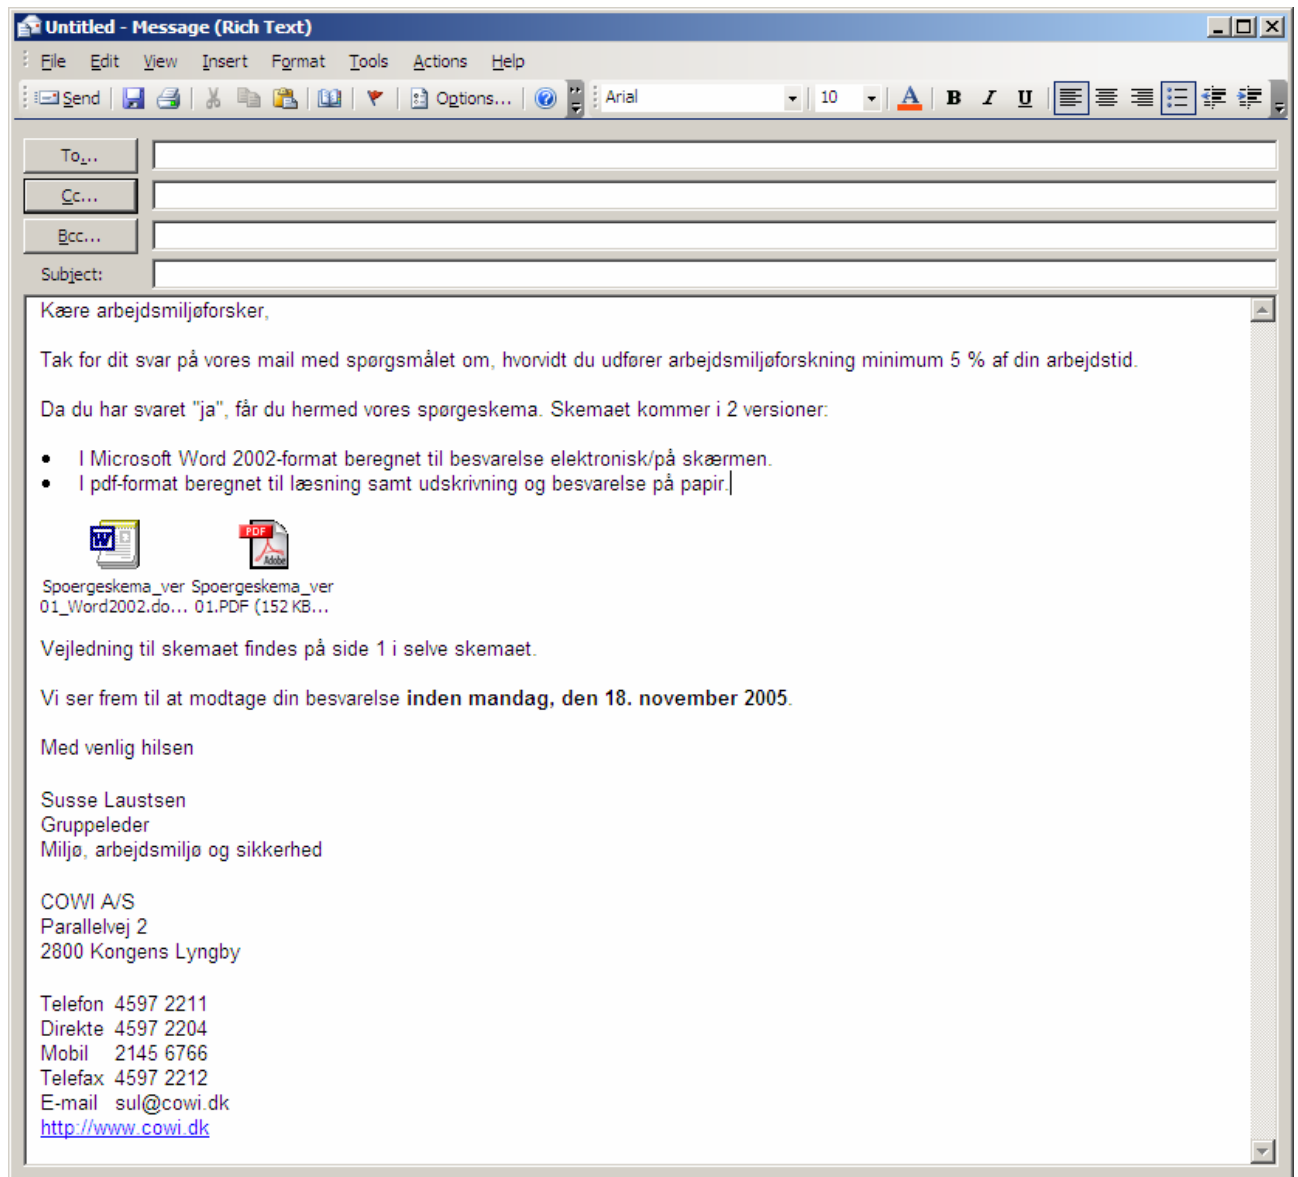 Untitled - Message (Rich Text)
File Edit View Insert Format Tools Actions Help
Send Options... Arial 10 A B I U
To...
Cc...
Bcc...
Subject:
Kære arbejdsmiljøforsker,
Tak for dit svar på vores mail med spørgsmålet om, hvorvidt du udfører arbejdsmiljøforskning minimum 5 % af din arbejdstid.
Da du har svaret "ja", får du hermed vores spørgeskema. Skemaet kommer i 2 versioner:
• I Microsoft Word 2002-format beregnet til besvarelse elektronisk/på skærmen.
• I pdf-format beregnet til læsning samt udskrivning og besvarelse på papir.
W PDF Adobe
Spoergeskema_ver Spoergeskema_ver
01_Word2002.do... 01.PDF (152 KB...
Vejledning til skemaet findes på side 1 i selve skemaet.
Vi ser frem til at modtage din besvarelse inden mandag, den 18. november 2005.
Med venlig hilsen
Susse Laustsen
Gruppeleder
Miljø, arbejdsmiljø og sikkerhed
COWI A/S
Parallelvej 2
2800 Kongens Lyngby
Telefon 4597 2211
Direkte 4597 2204
Mobil 2145 6766
Telefax 4597 2212
E-mail sul@cowi.dk
http://www.cowi.dk